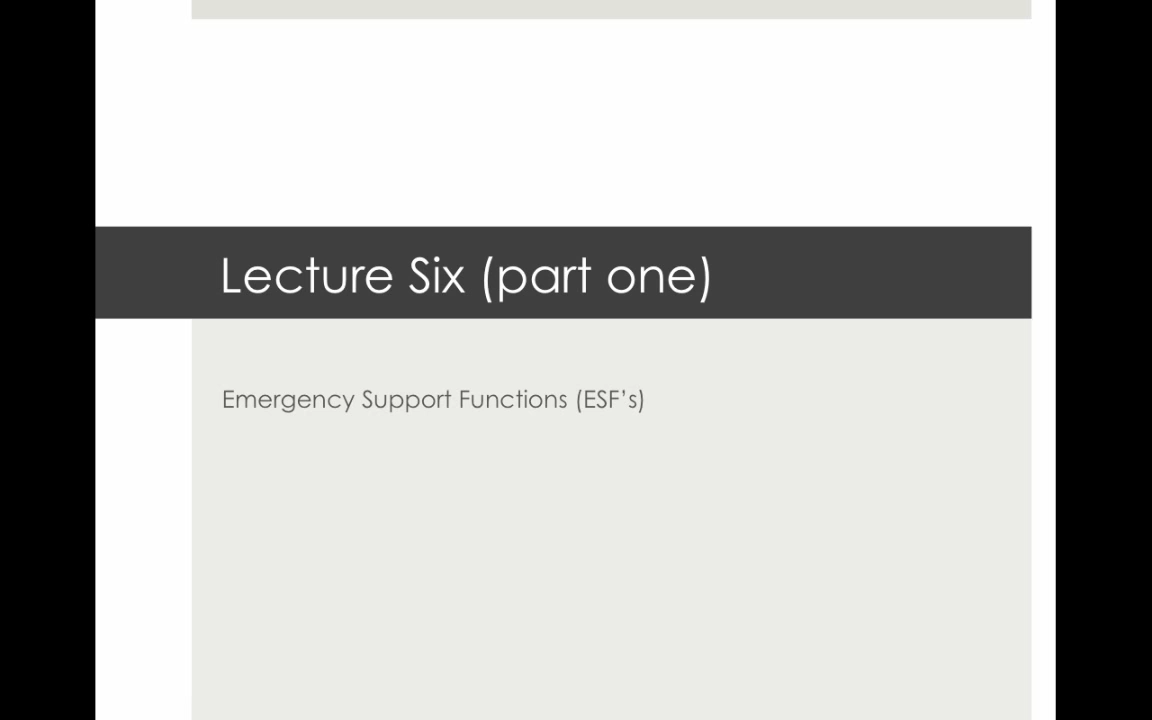 Lecture Six (part one)
Emergency Support Functions (ESF’s)